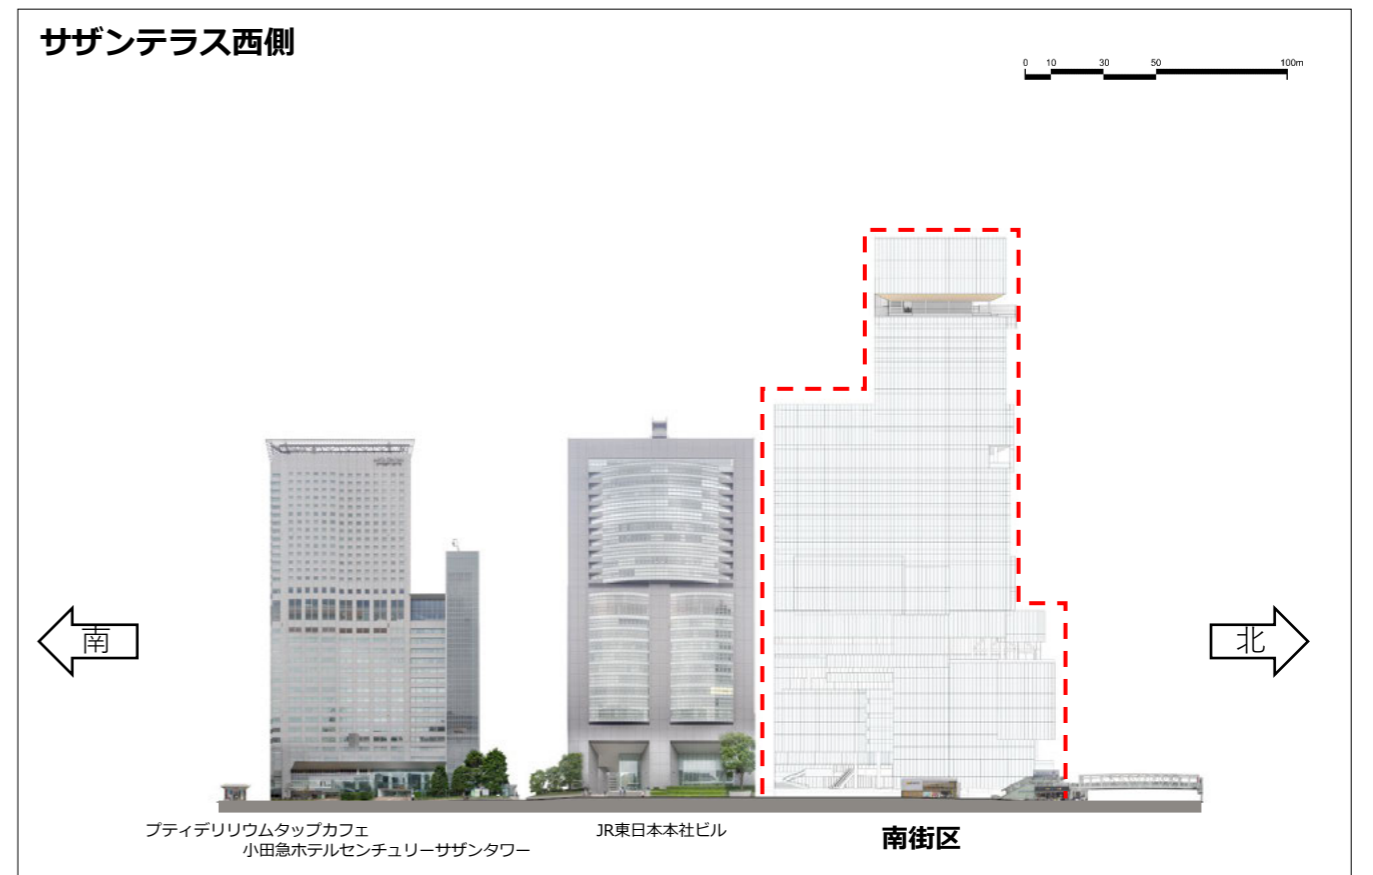 サザンテラス西側
0 10 30 50 100m
南
北
プティデリリウムタップカフェ
小田急ホテルセンチュリーサザンタワー
JR東日本本社ビル
南街区